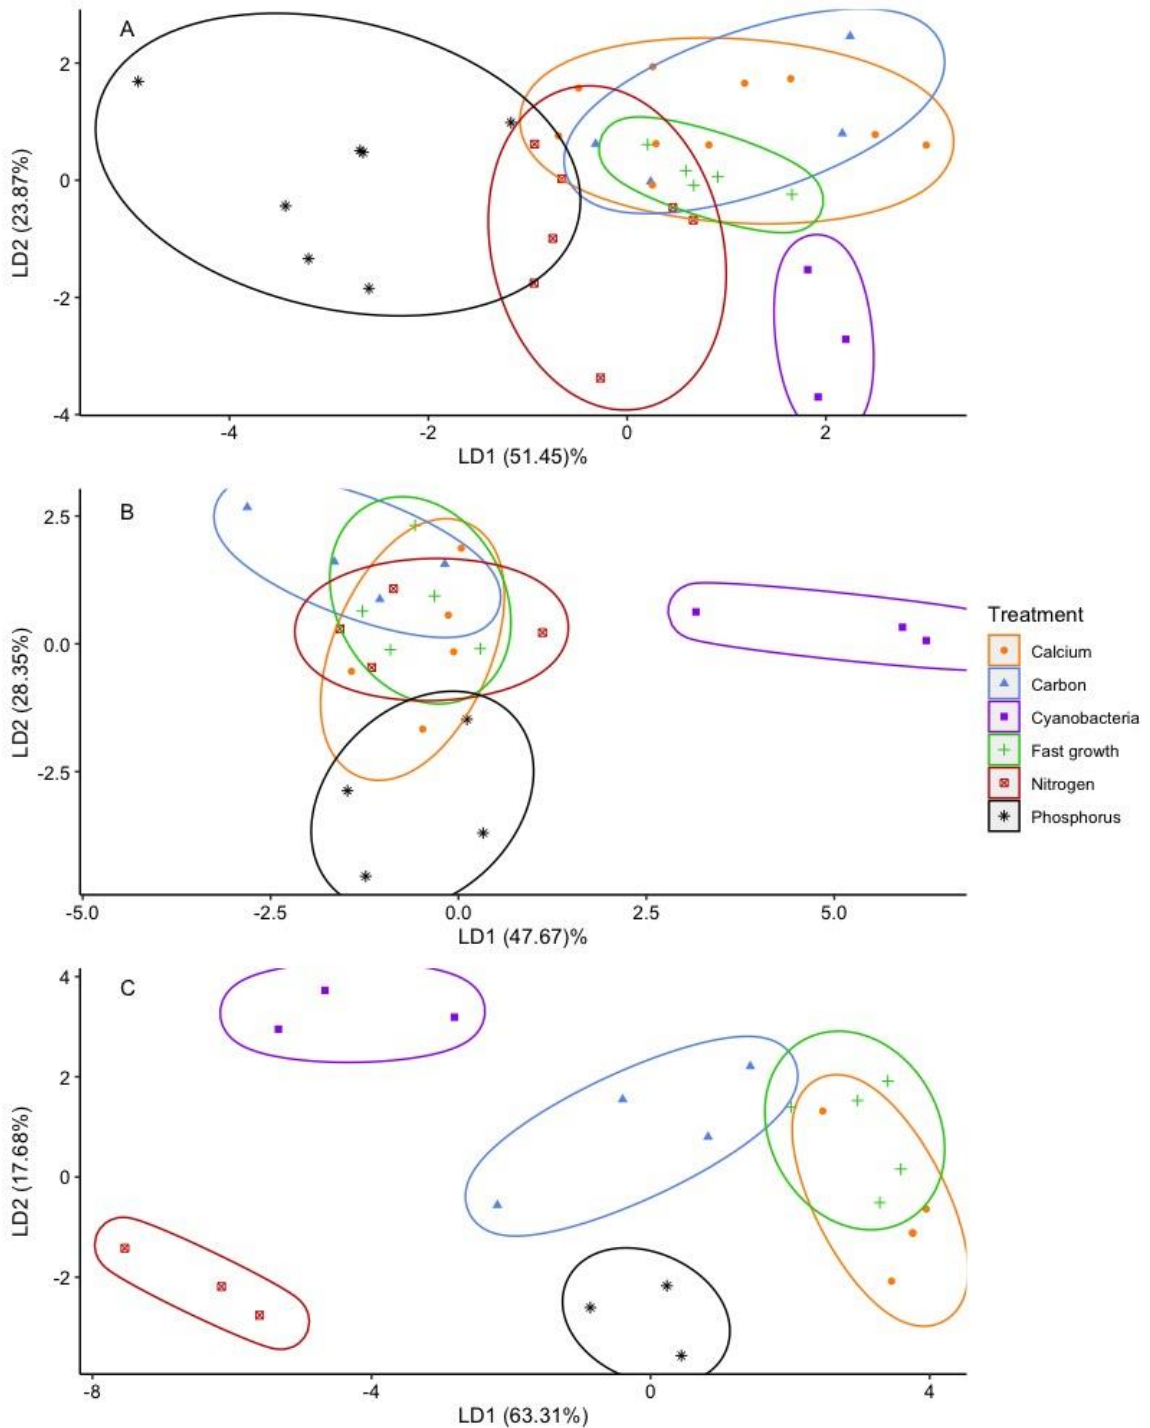 A
2
0
-2
-4
LD2 (23.87%)
-4
-2
0
2
LD1 (51.45)%
B
2.5
0.0
-2.5
LD2 (28.35%)
-5.0
-2.5
0.0
2.5
5.0
LD1 (47.67)%
Treatment
Calcium
Carbon
Cyanobacteria
Fast growth
Nitrogen
Phosphorus
C
4
2
0
-2
LD2 (17.68%)
-8
-4
0
4
LD1 (63.31%)